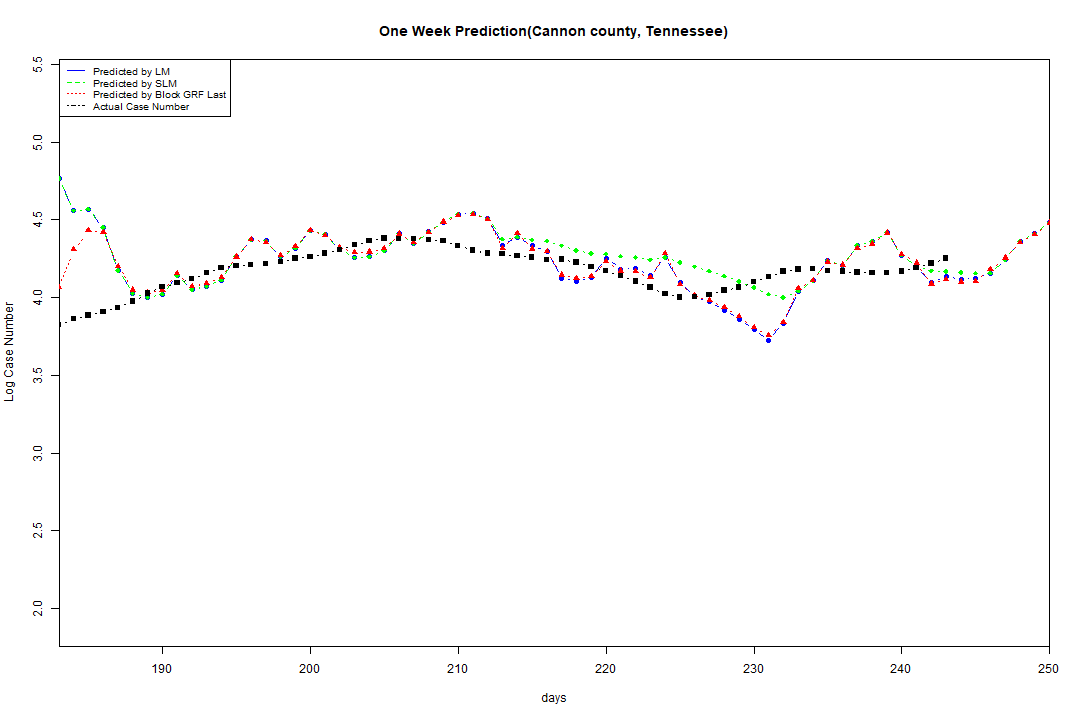 One Week Prediction(Cannon county, Tennessee)
Predicted by LM
Predicted by SLM
Predicted by Block GRF Last
Actual Case Number
5.5
5.0
4.5
4.0
3.5
3.0
2.5
2.0
Log Case Number
190 200 210 220 230 240 250
days